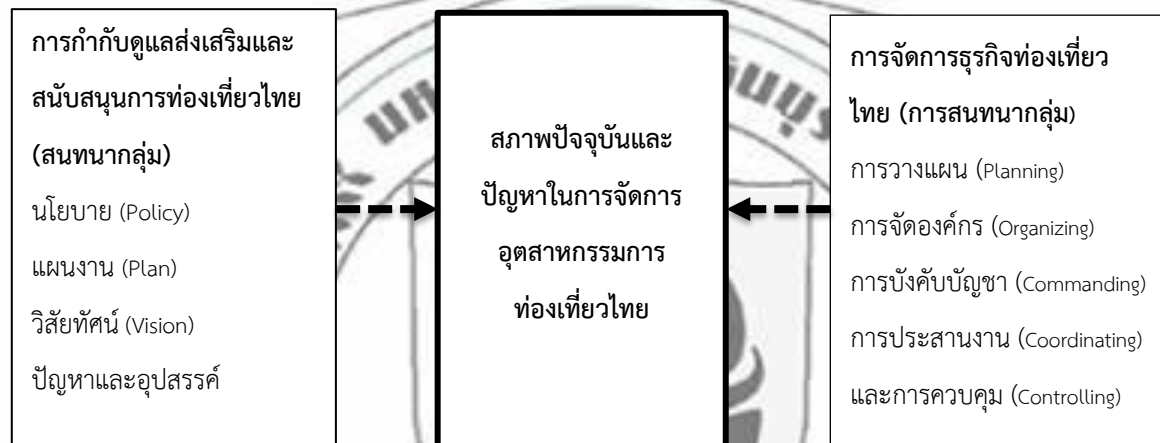 การกำกับดูแลส่งเสริมและ
สนับสนุนการท่องเที่ยวไทย
(สนทนากลุ่ม)
นโยบาย (Policy)
แผนงาน (Plan)
วิสัยทัศน์ (Vision)
ปัญหาและอุปสรรค์
สภาพปัจจุบันและ
ปัญหาในการจัดการ
อุตสาหกรรมการ
ท่องเที่ยวไทย
การจัดการธุรกิจท่องเที่ยว
ไทย (การสนทนากลุ่ม)
การวางแผน (Planning)
การจัดองค์กร (Organizing)
การบังคับบัญชา (Commanding)
การประสานงาน (Coordinating)
และการควบคุม (Controlling)